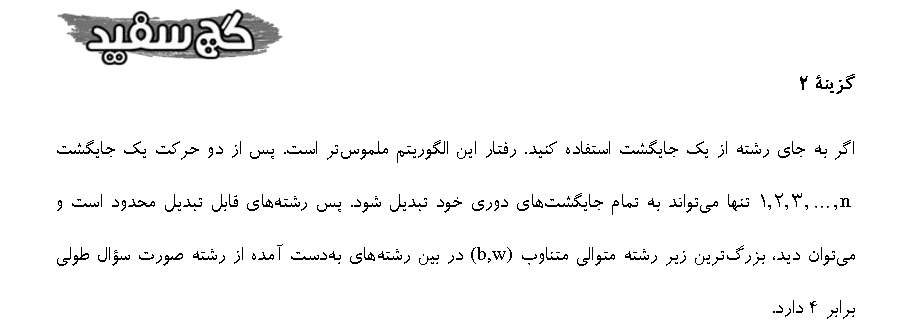 گچ سفید
گزینهٔ ۲
اگر به جای رشته از یک جایگشت استفاده کنید. رفتار این الگوریتم ملموس‌تر است. پس از دو حرکت یک جایگشت
۱,۲,۳,...,n تنها می‌تواند به تمام جایگشت‌های دوری خود تبدیل شود. پس رشته‌های قابل تبدیل محدود است و
می‌توان دید، بزرگ‌ترین زیر رشته متوالی متناوب (b,w) در بین رشته‌های به‌دست آمده از رشته صورت سؤال طولی
برابر ۴ دارد.